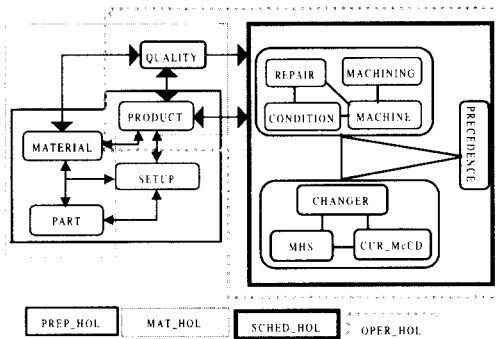 QUALITY
REPAIR
MACHINING
PRODUCT
CONDITION
MACHINE
MATERIAL
PRECEDENCE
SETUP
CHANGER
PART
MHS
CUR_McCD
PREP_HOL
MAT_HOL
SCHED_HOL
OPER_HOL